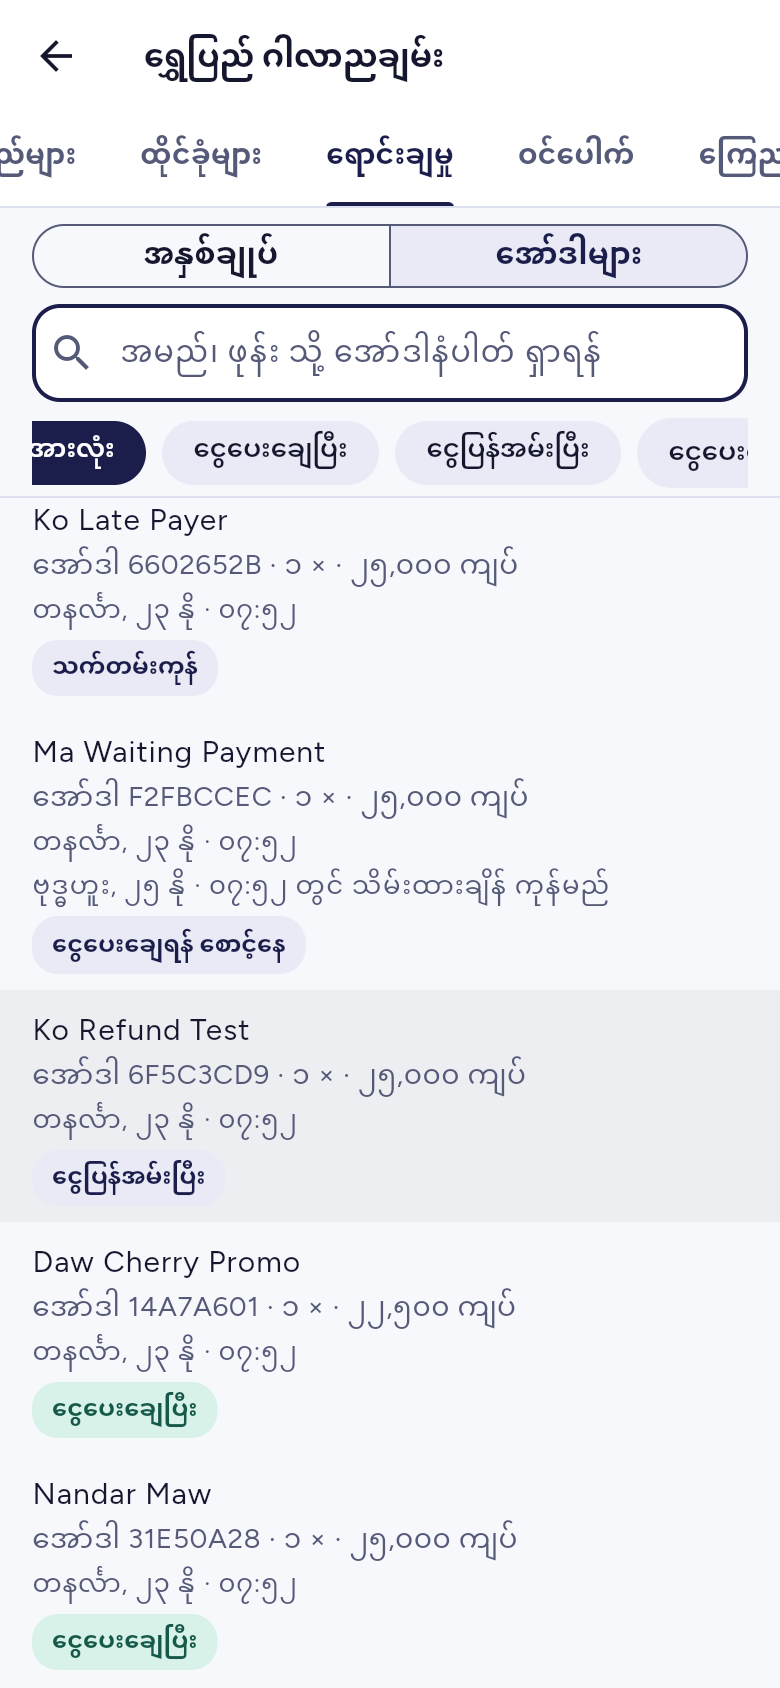 ရွှေပြည် ဂါလာညချမ်း
ည်များ ထိုင်ခုံများ ရောင်းချမှု ဝင်ပေါက် ကြေည
အနှစ်ချုပ် အော်ဒါများ
အမည်၊ ဖုန်း သို့ အော်ဒါနံပါတ် ရှာရန်
အားလုံး ငွေပေးချေပြီး ငွေပြန်အမ်းပြီး ငွေပေး
Ko Late Payer
အော်ဒါ 6602652B · ၁ × · ၂၅,၀၀၀ ကျပ်
တနင်္လာ, ၂၃ နို · ၀၇:၅၂
သက်တမ်းကုန်
Ma Waiting Payment
အော်ဒါ F2FBCCEC · ၁ × · ၂၅,၀၀၀ ကျပ်
တနင်္လာ, ၂၃ နို · ၀၇:၅၂
ဗုဒ္ဓဟူး, ၂၅ နို · ၀၇:၅၂ တွင် သိမ်းထားချိန် ကုန်မည်
ငွေပေးချေရန် စောင့်နေ
Ko Refund Test
အော်ဒါ 6F5C3CD9 · ၁ × · ၂၅,၀၀၀ ကျပ်
တနင်္လာ, ၂၃ နို · ၀၇:၅၂
ငွေပြန်အမ်းပြီး
Daw Cherry Promo
အော်ဒါ 14A7A601 · ၁ × · ၂၂,၅၀၀ ကျပ်
တနင်္လာ, ၂၃ နို · ၀၇:၅၂
ငွေပေးချေပြီး
Nandar Maw
အော်ဒါ 31E50A28 · ၁ × · ၂၅,၀၀၀ ကျပ်
တနင်္လာ, ၂၃ နို · ၀၇:၅၂
ငွေပေးချေပြီး